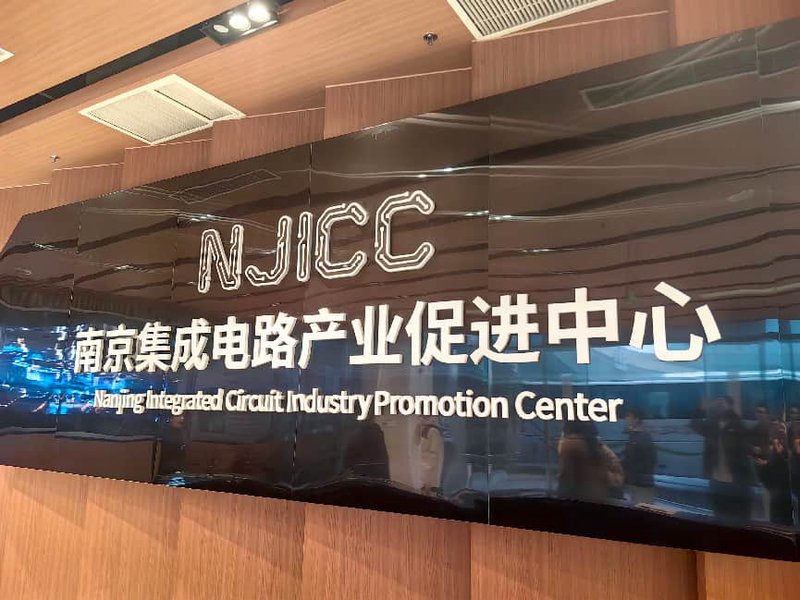 NJICC
南京集成电路产业促进中心
Nanjing Integrated Circuit Industry Promotion Center